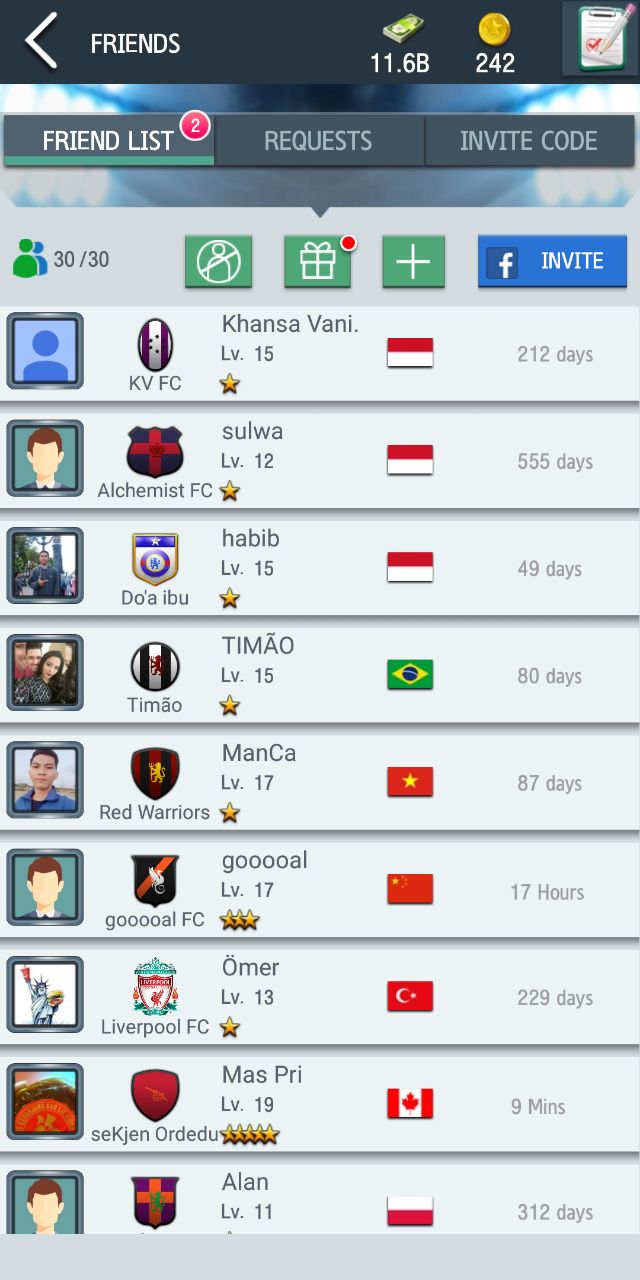 FRIENDS
11.6B
242
FRIEND LIST
2
REQUESTS
INVITE CODE
30 /30
f
INVITE
Khansa Vani.
Lv. 15
212 days
KV FC
sulwa
Lv. 12
555 days
Alchemist FC
habib
Lv. 15
49 days
Do'a ibu
TIMÃO
Lv. 15
80 days
Timão
ManCa
Lv. 17
87 days
Red Warriors
gooooal
Lv. 17
17 Hours
gooooal FC
Ömer
Lv. 13
229 days
Liverpool FC
Mas Pri
Lv. 19
9 Mins
seKjen Ordedu
Alan
Lv. 11
312 days